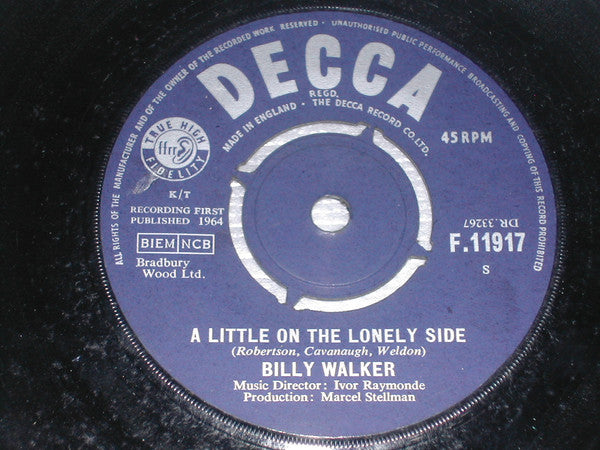 ALL RIGHTS OF THE MANUFACTURER AND OF THE OWNER OF THE RECORDED WORK RESERVED · UNAUTHORISED PUBLIC PERFORMANCE BROADCASTING AND COPYING OF THIS RECORD PROHIBITED
DECCA
REGD.
MADE IN ENGLAND · THE DECCA RECORD CO. LTD.
TRUE HIGH
ffrr
FIDELITY
45 RPM
K/T
RECORDING FIRST
PUBLISHED 1964
DR.33267
BIEM NCB
F.11917
Bradbury
Wood Ltd.
S
A LITTLE ON THE LONELY SIDE
(Robertson, Cavanaugh, Weldon)
BILLY WALKER
Music Director: Ivor Raymonde
Production: Marcel Stellman